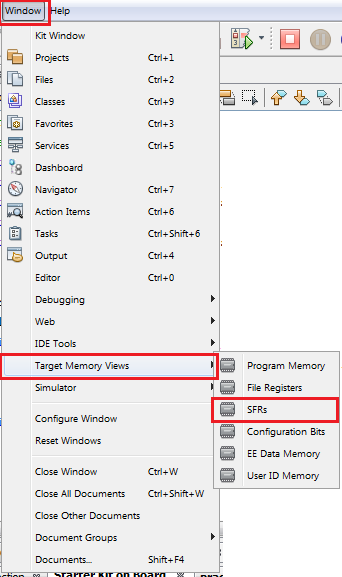 Window Help
Kit Window
Projects Ctrl+1
Files Ctrl+2
Classes Ctrl+9
Favorites Ctrl+3
Services Ctrl+5
Dashboard
Navigator Ctrl+7
Action Items Ctrl+6
Tasks Ctrl+Shift+6
Output Ctrl+4
Editor Ctrl+0
Debugging
Web
IDE Tools
Target Memory Views
Simulator
Configure Window
Reset Windows
Close Window Ctrl+W
Close All Documents Ctrl+Shift+W
Close Other Documents
Document Groups
Documents... Shift+F4
Program Memory
File Registers
SFRs
Configuration Bits
EE Data Memory
User ID Memory
Starter Kit on Board